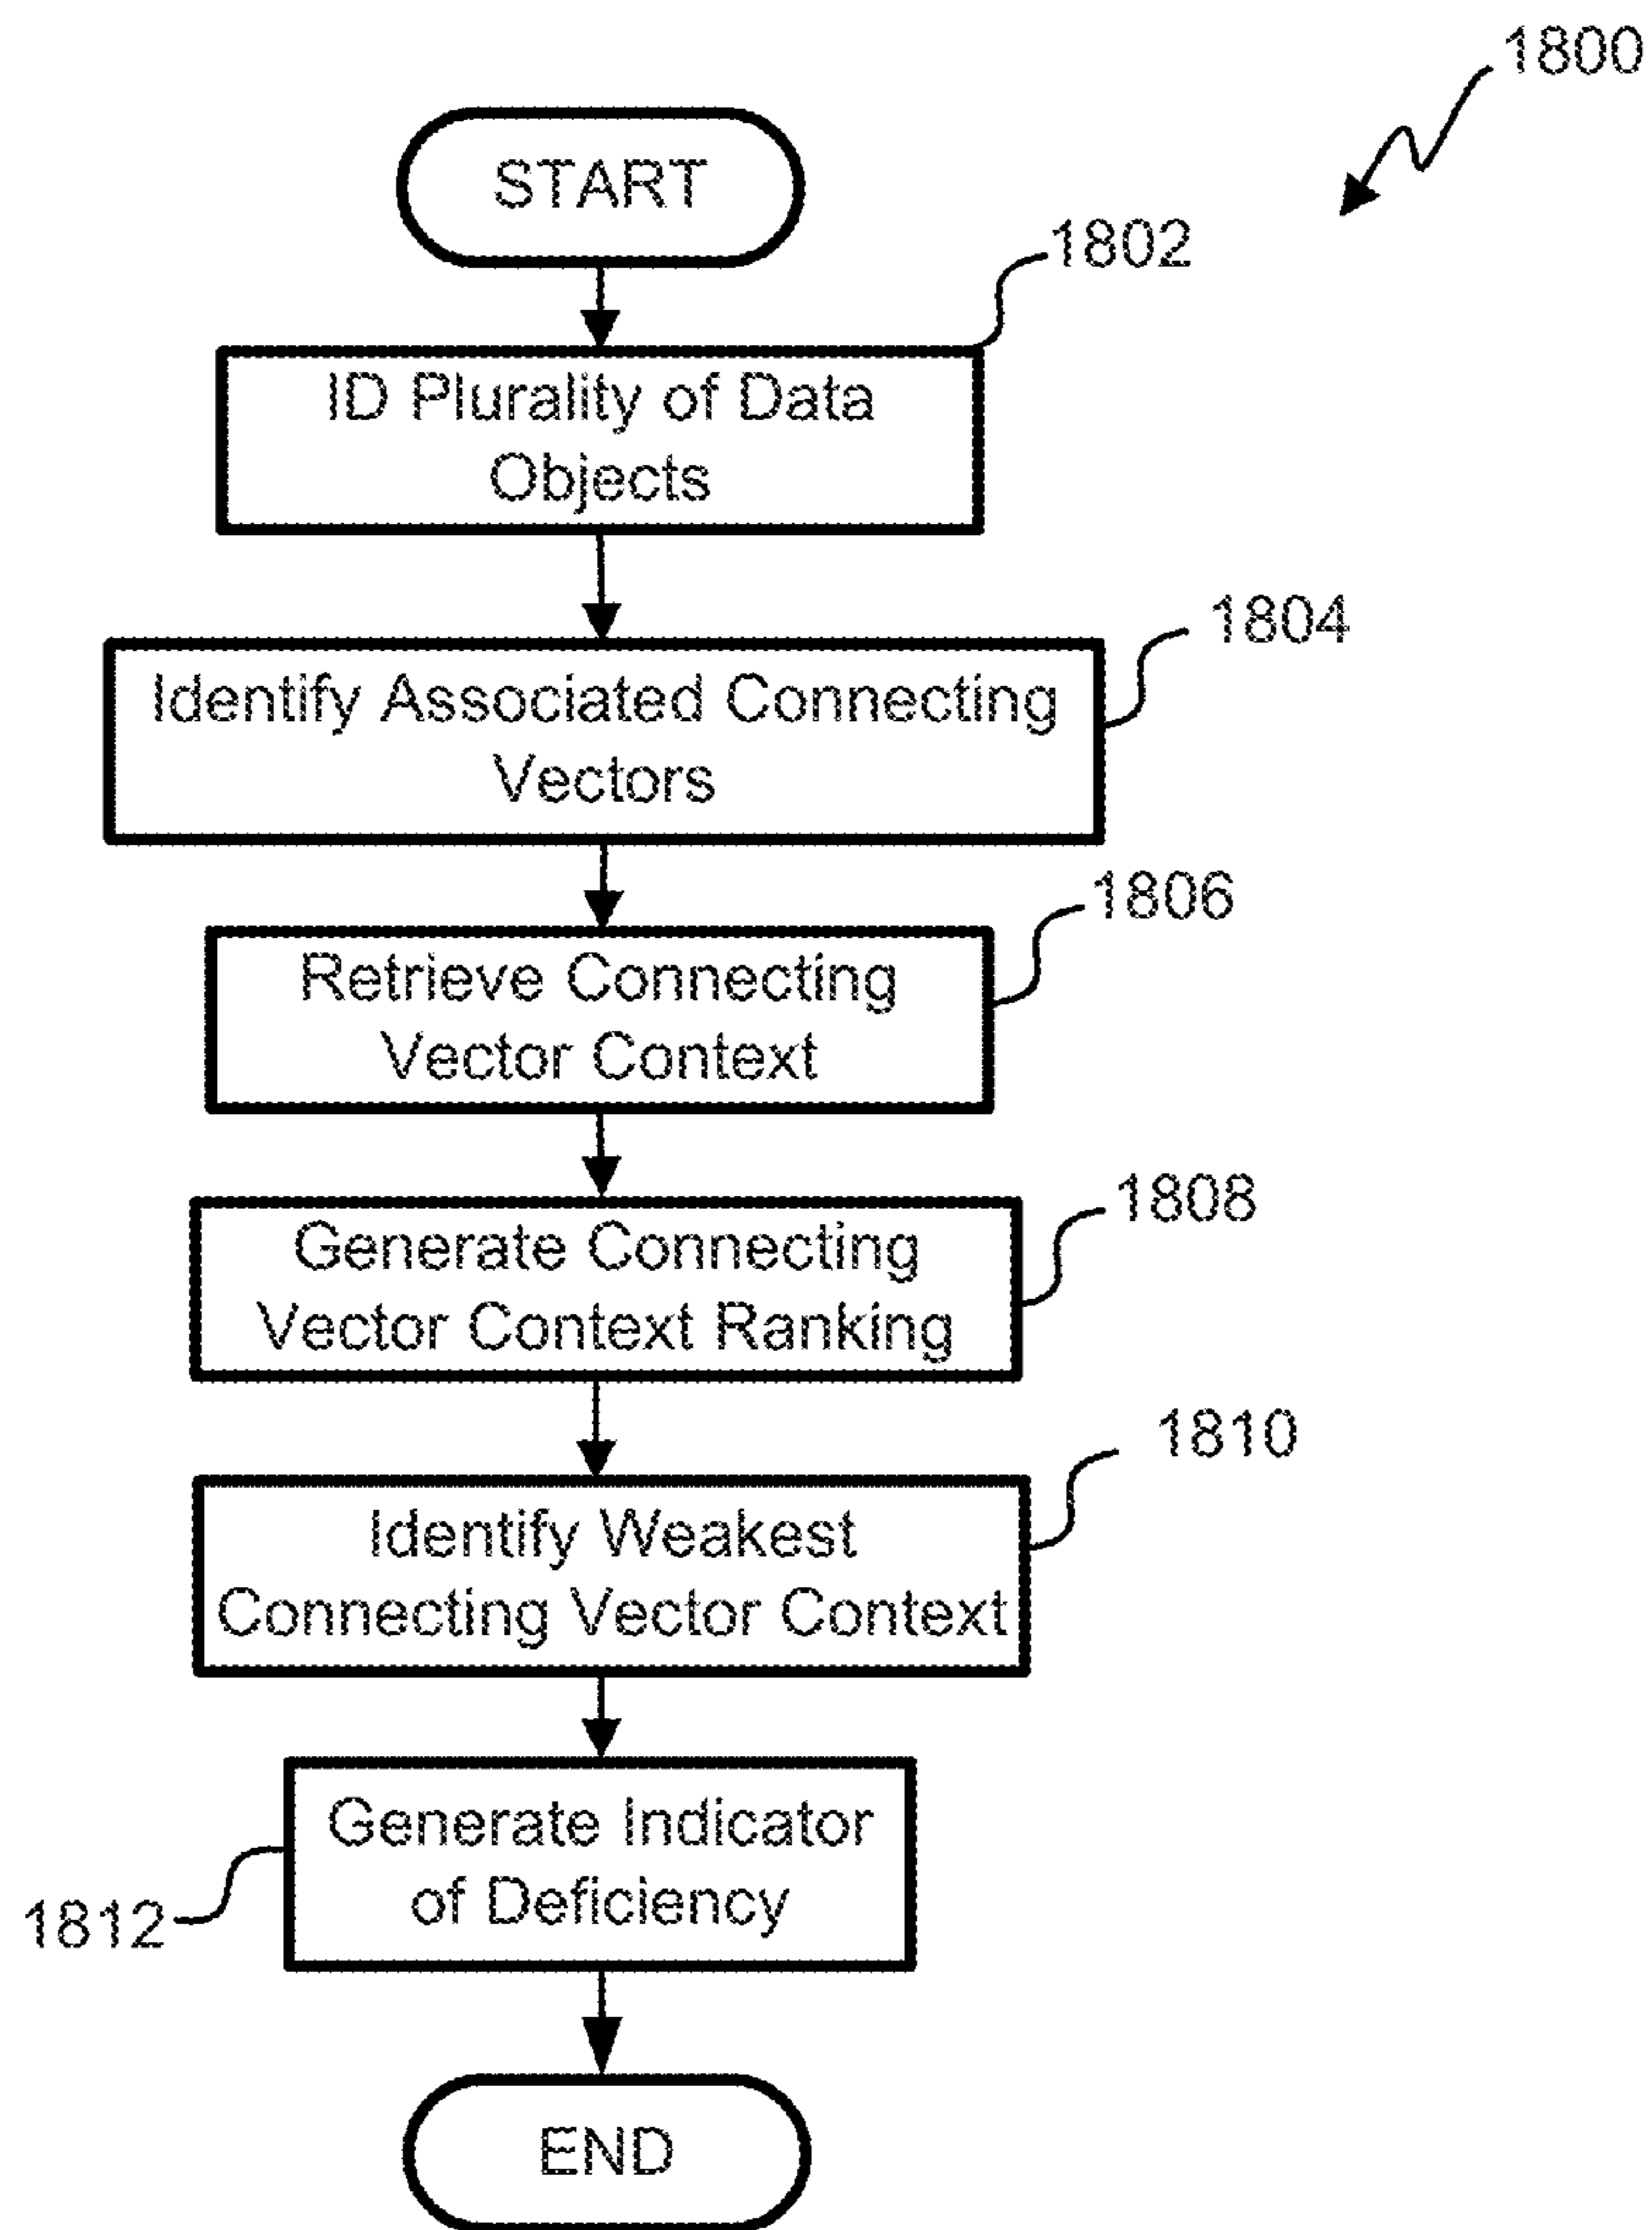 1800
START
1802
ID Plurality of Data
Objects
1804
Identify Associated Connecting
Vectors
1806
Retrieve Connecting
Vector Context
1808
Generate Connecting
Vector Context Ranking
1810
Identify Weakest
Connecting Vector Context
Generate Indicator
of Deficiency
1812
END